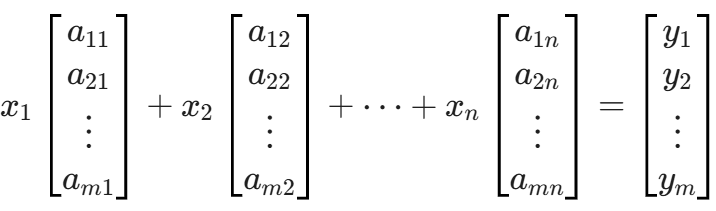 x_1 \begin{bmatrix} a_{11} \\ a_{21} \\ \vdots \\ a_{m1} \end{bmatrix} + x_2 \begin{bmatrix} a_{12} \\ a_{22} \\ \vdots \\ a_{m2} \end{bmatrix} + \cdots + x_n \begin{bmatrix} a_{1n} \\ a_{2n} \\ \vdots \\ a_{mn} \end{bmatrix} = \begin{bmatrix} y_1 \\ y_2 \\ \vdots \\ y_m \end{bmatrix}